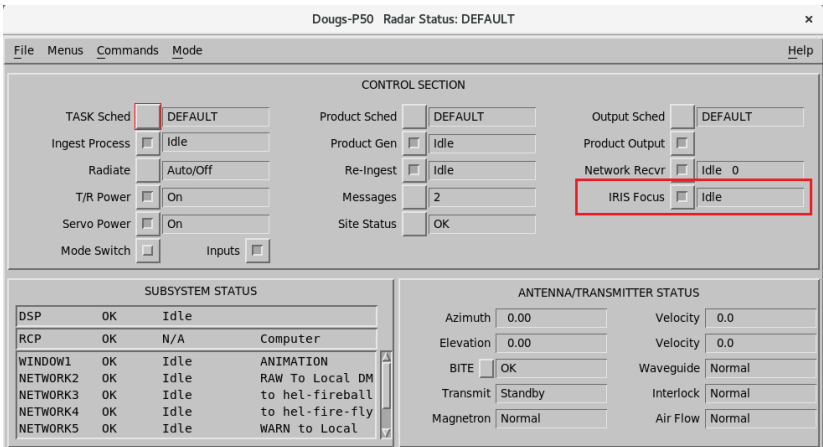 Dougs-P50 Radar Status: DEFAULT ×
File Menus Commands Mode Help
CONTROL SECTION
TASK Sched DEFAULT Product Sched DEFAULT Output Sched DEFAULT
Ingest Process Idle Product Gen Idle Product Output
Radiate Auto/Off Re-Ingest Idle Network Recvr Idle 0
T/R Power On Messages 2 IRIS Focus Idle
Servo Power On Site Status OK
Mode Switch Inputs
SUBSYSTEM STATUS
DSP OK Idle
RCP OK N/A Computer
WINDOW1 OK Idle ANIMATION
NETWORK2 OK Idle RAW To Local DM
NETWORK3 OK Idle to hel-fireball
NETWORK4 OK Idle to hel-fire-fly
NETWORK5 OK Idle WARN to Local
ANTENNA/TRANSMITTER STATUS
Azimuth 0.00 Velocity 0.0
Elevation 0.00 Velocity 0.0
BITE OK Waveguide Normal
Transmit Standby Interlock Normal
Magnetron Normal Air Flow Normal